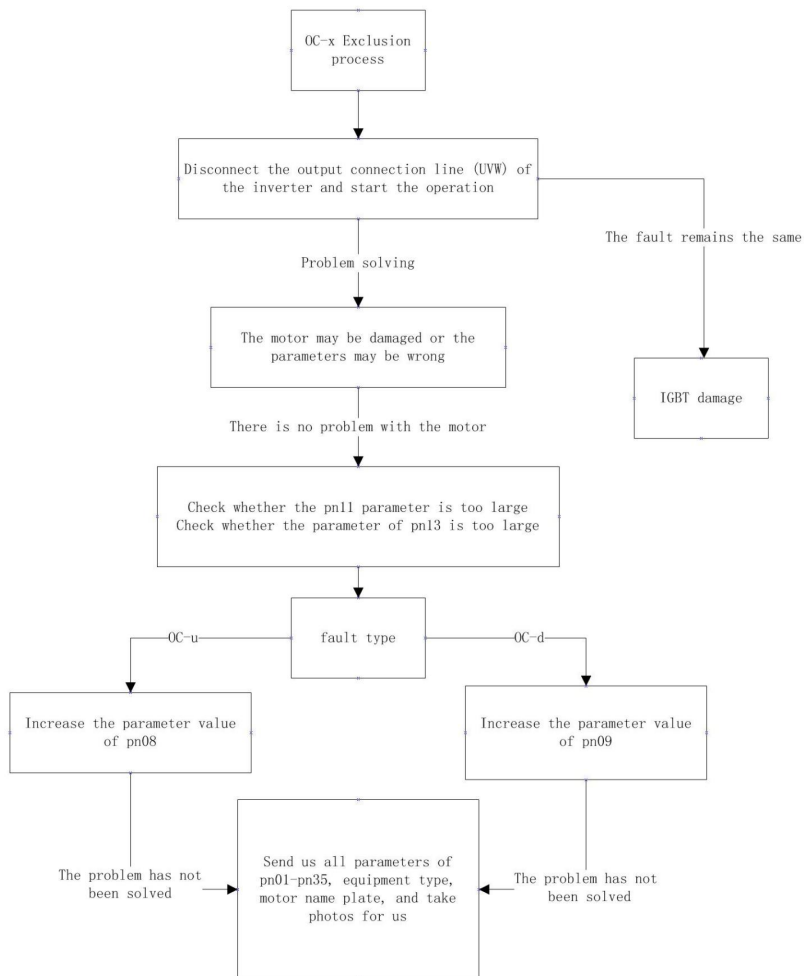 OC-x Exclusion
process
Disconnect the output connection line (UVW) of
the inverter and start the operation
The fault remains the same
Problem solving
The motor may be damaged or the
parameters may be wrong
IGBT damage
There is no problem with the motor
Check whether the pn11 parameter is too large
Check whether the parameter of pn13 is too large
OC-u
fault type
OC-d
Increase the parameter value
of pn08
Increase the parameter value
of pn09
The problem has not
been solved
Send us all parameters of
pn01-pn35, equipment type,
motor name plate, and take
photos for us
The problem has not
been solved